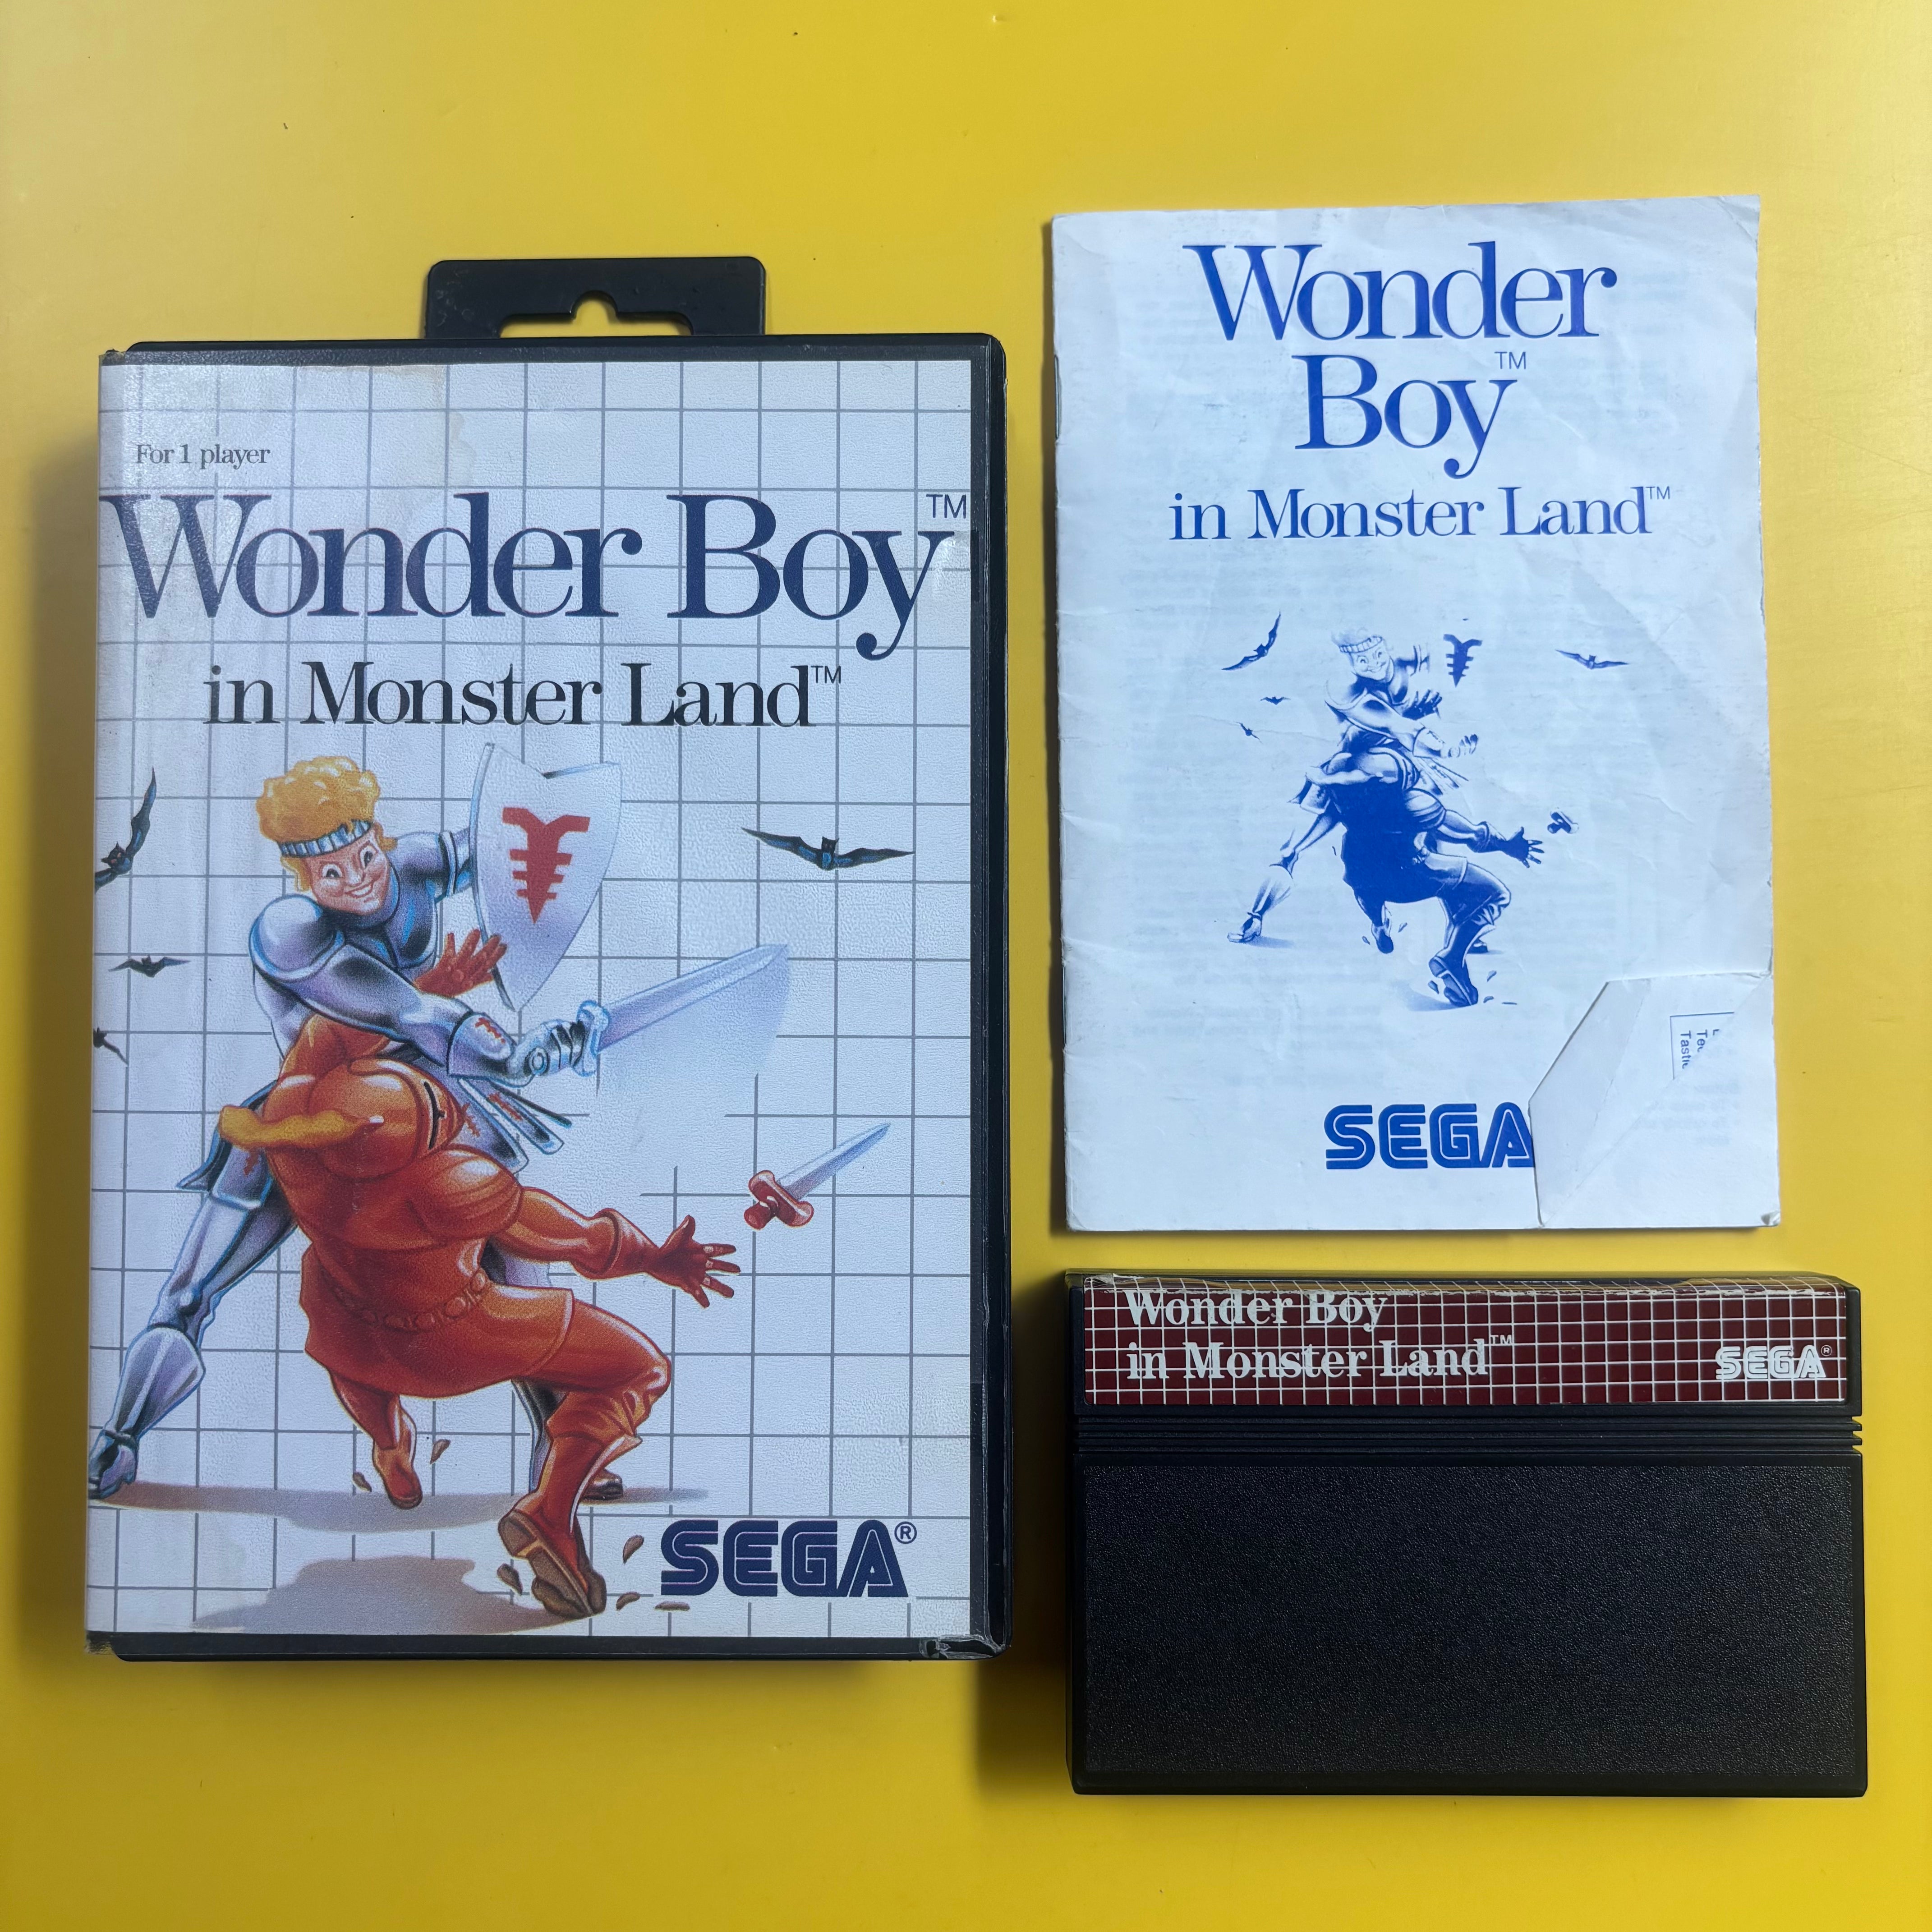 For 1 player
Wonder Boy™
in Monster Land™
SEGA®
Wonder
Boy™
in Monster Land™
SEGA
Wonder Boy
in Monster Land™
SEGA®